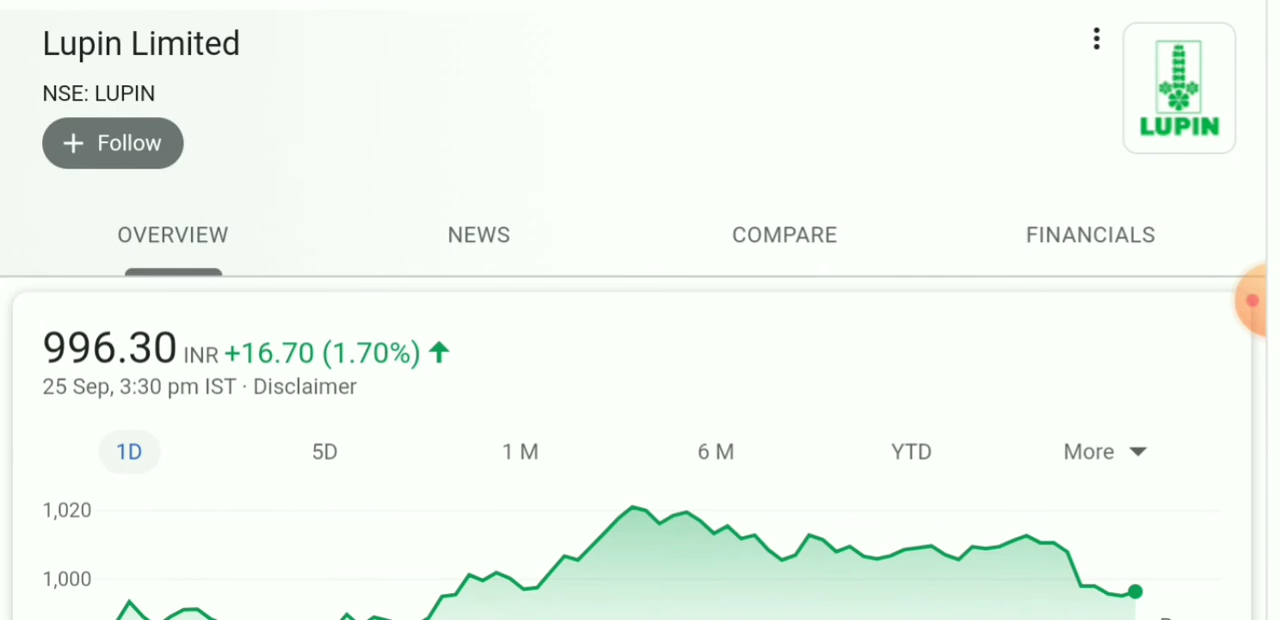 Lupin Limited
NSE: LUPIN
+ Follow
LUPIN
OVERVIEW NEWS COMPARE FINANCIALS
996.30 INR +16.70 (1.70%) ↑
25 Sep, 3:30 pm IST · Disclaimer
1D 5D 1 M 6 M YTD More
1,020
1,000